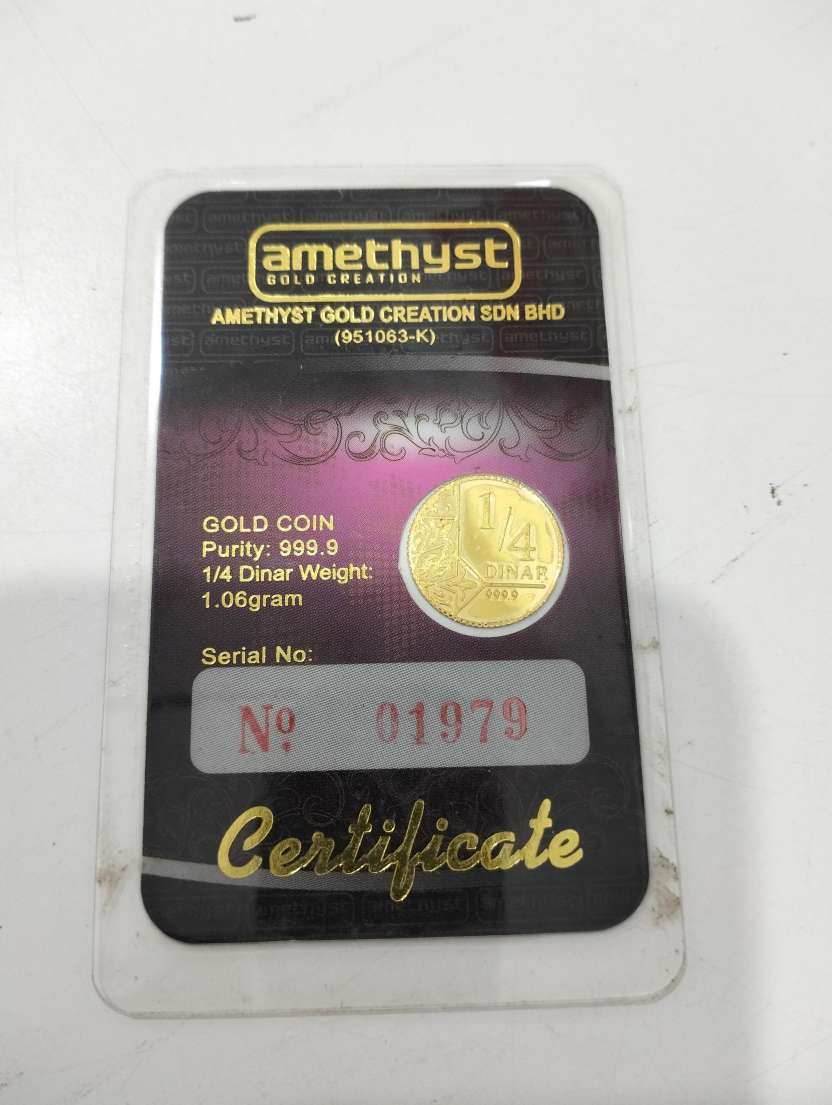 amethyst
GOLD CREATION
AMETHYST GOLD CREATION SDN BHD
(951063-K)
GOLD COIN
Purity: 999.9
1/4 Dinar Weight:
1.06gram
1/4
DINAR
999.9
Serial No:
Nº 01979
Certificate